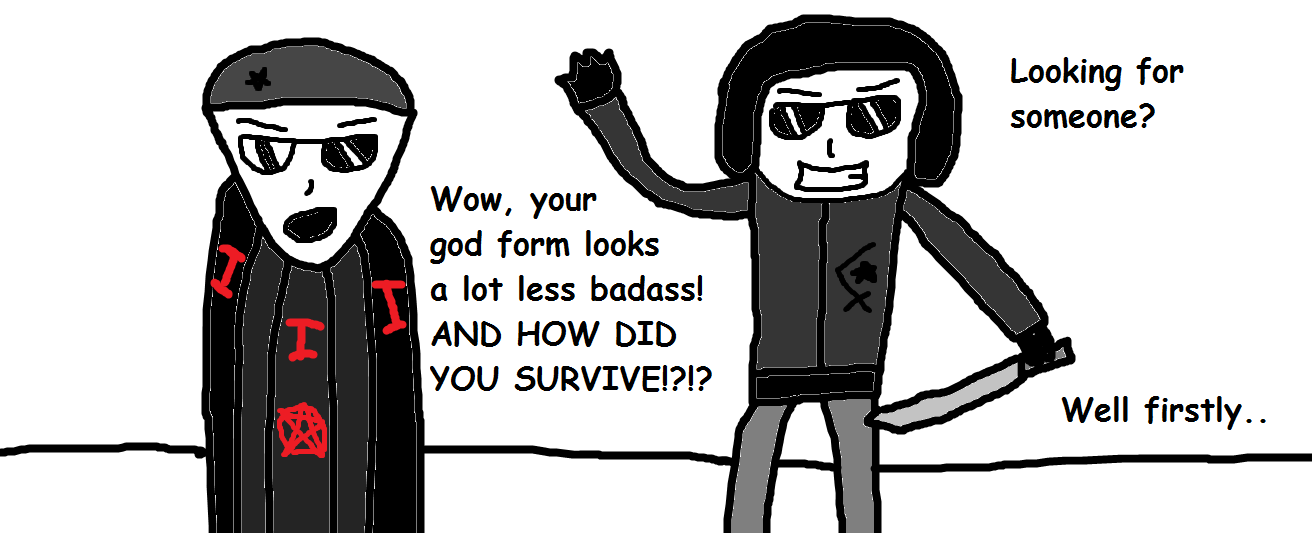 Looking for
someone?
Wow, your
god form looks
a lot less badass!
AND HOW DID
YOU SURVIVE!?!?
Well firstly..
I
I
I